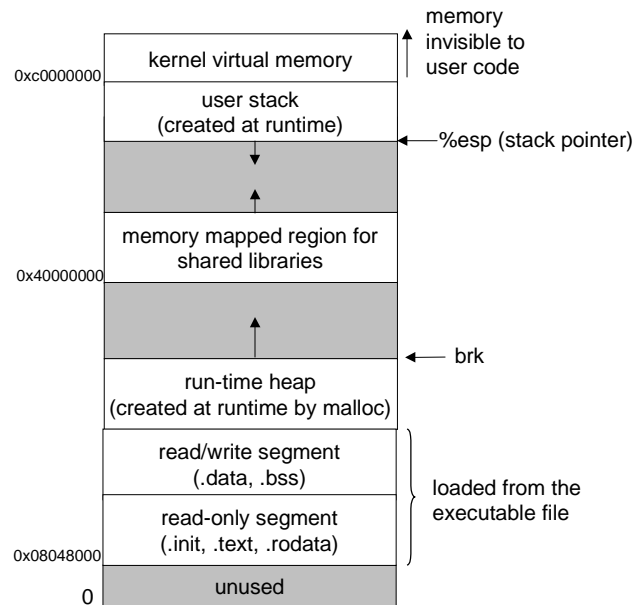 memory
invisible to
user code
kernel virtual memory
0xc0000000
user stack
(created at runtime)
%esp (stack pointer)
memory mapped region for
shared libraries
0x40000000
brk
run-time heap
(created at runtime by malloc)
read/write segment
(.data, .bss)
loaded from the
executable file
read-only segment
(.init, .text, .rodata)
0x08048000
unused
0